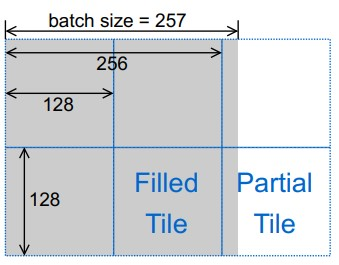 batch size = 257
256
128
128
Filled
Tile
Partial
Tile